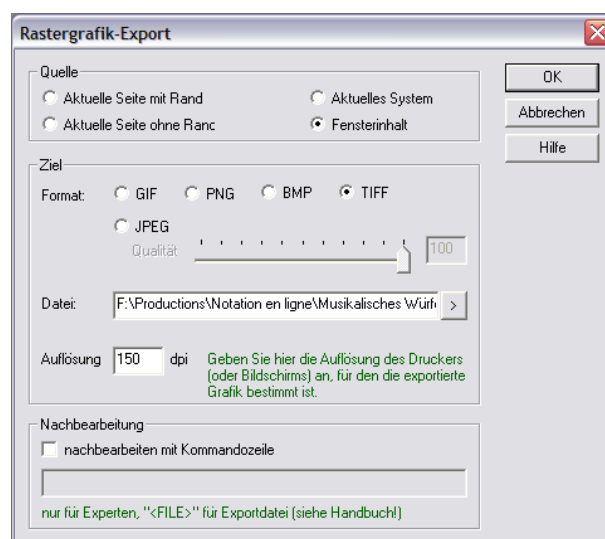 Rastergrafik-Export
Quelle
Aktuelle Seite mit Rand
Aktuelles System
Aktuelle Seite ohne Ranc
Fensterinhalt
OK
Abbrechen
Hilfe
Ziel
Format: GIF PNG BMP TIFF
JPEG
Qualität 100
Datei: F:\Productions\Notation en ligne\Musikalisches Würf >
Auflösung 150 dpi Geben Sie hier die Auflösung des Druckers
(oder Bildschirms) an, für den die exportierte
Grafik bestimmt ist.
Nachbearbeitung
nachbearbeiten mit Kommandozeile
nur für Experten, "<FILE>" für Exportdatei (siehe Handbuch!)